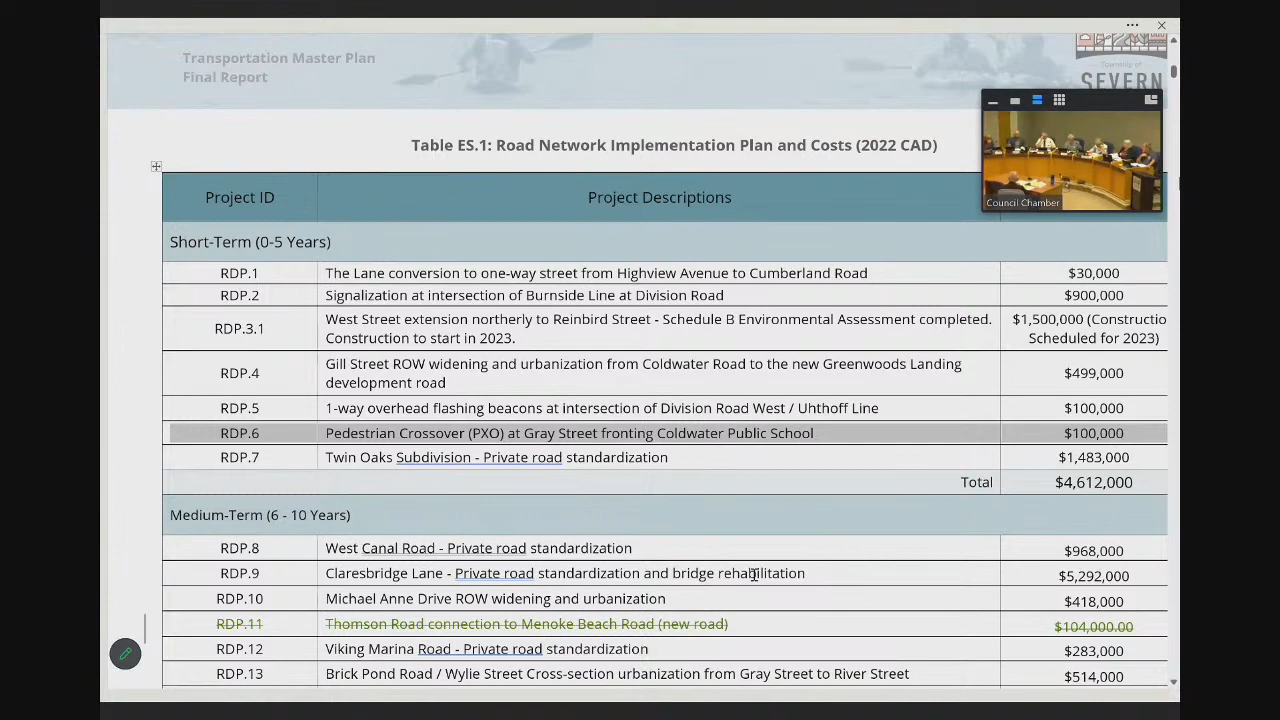 Transportation Master Plan
Final Report
Township of
SEVERN
Council Chamber
Table ES.1: Road Network Implementation Plan and Costs (2022 CAD)
Project ID Project Descriptions
Short-Term (0-5 Years)
RDP.1 The Lane conversion to one-way street from Highview Avenue to Cumberland Road $30,000
RDP.2 Signalization at intersection of Burnside Line at Division Road $900,000
RDP.3.1 West Street extension northerly to Reinbird Street - Schedule B Environmental Assessment completed. $1,500,000 (Constructio
Construction to start in 2023. Scheduled for 2023)
RDP.4 Gill Street ROW widening and urbanization from Coldwater Road to the new Greenwoods Landing $499,000
development road
RDP.5 1-way overhead flashing beacons at intersection of Division Road West / Uhthoff Line $100,000
RDP.6 Pedestrian Crossover (PXO) at Gray Street fronting Coldwater Public School $100,000
RDP.7 Twin Oaks Subdivision - Private road standardization $1,483,000
Total $4,612,000
Medium-Term (6 - 10 Years)
RDP.8 West Canal Road - Private road standardization $968,000
RDP.9 Claresbridge Lane - Private road standardization and bridge rehabilitation $5,292,000
RDP.10 Michael Anne Drive ROW widening and urbanization $418,000
RDP.11 Thomson Road connection to Menoke Beach Road (new road) $104,000.00
RDP.12 Viking Marina Road - Private road standardization $283,000
RDP.13 Brick Pond Road / Wylie Street Cross-section urbanization from Gray Street to River Street $514,000